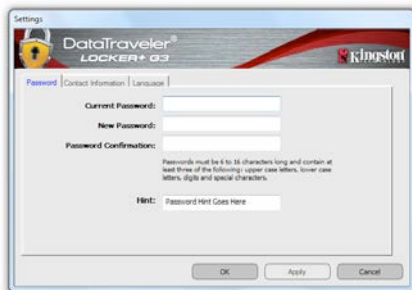 Settings
DataTraveler®
LOCKER+ G3
Kingston
Password Contact Information Language
Current Password:
New Password:
Password Confirmation:
Passwords must be 6 to 16 characters long and contain at
least three of the following: upper case letters, lower case
letters, digits and special characters.
Hint: Password Hint Goes Here
OK Apply Cancel